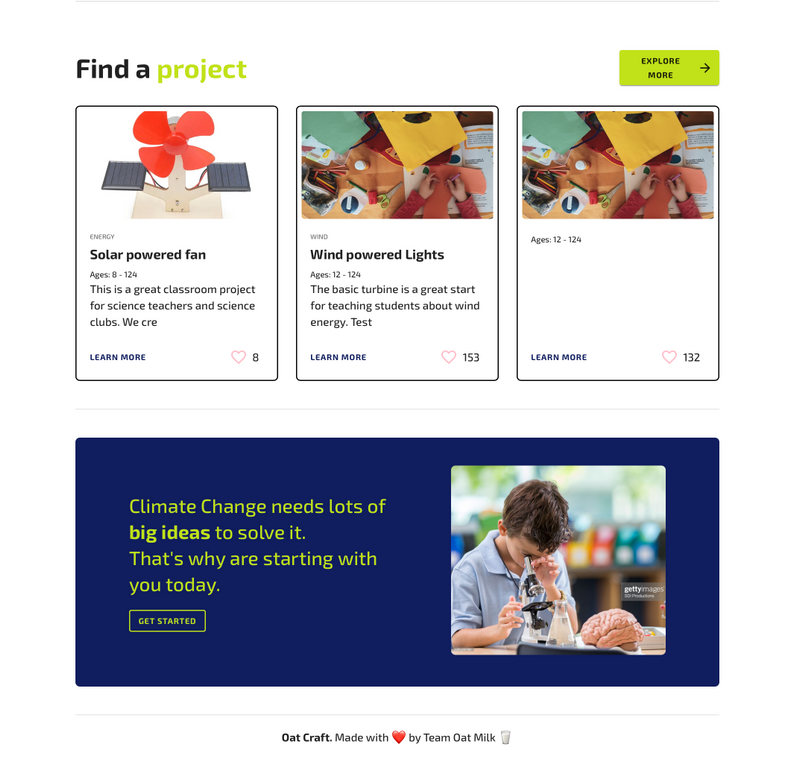 Find a project
EXPLORE
MORE
ENERGY
Solar powered fan
Ages: 8 - 124
This is a great classroom project
for science teachers and science
clubs. We cre
LEARN MORE
8
WIND
Wind powered Lights
Ages: 12 - 124
The basic turbine is a great start
for teaching students about wind
energy. Test
LEARN MORE
153
Ages: 12 - 124
LEARN MORE
132
Climate Change needs lots of
big ideas to solve it.
That's why are starting with
you today.
GET STARTED
gettyimages
Oat Craft. Made with ❤️ by Team Oat Milk 🥛